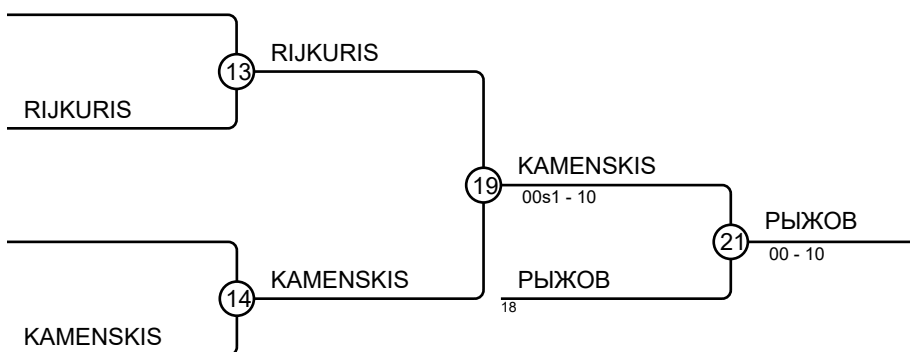 RIJKURIS
13
RIJKURIS
KAMENSKIS
19
00s1 - 10
РЫЖОВ
21
00 - 10
KAMENSKIS
РЫЖОВ
14
18
KAMENSKIS